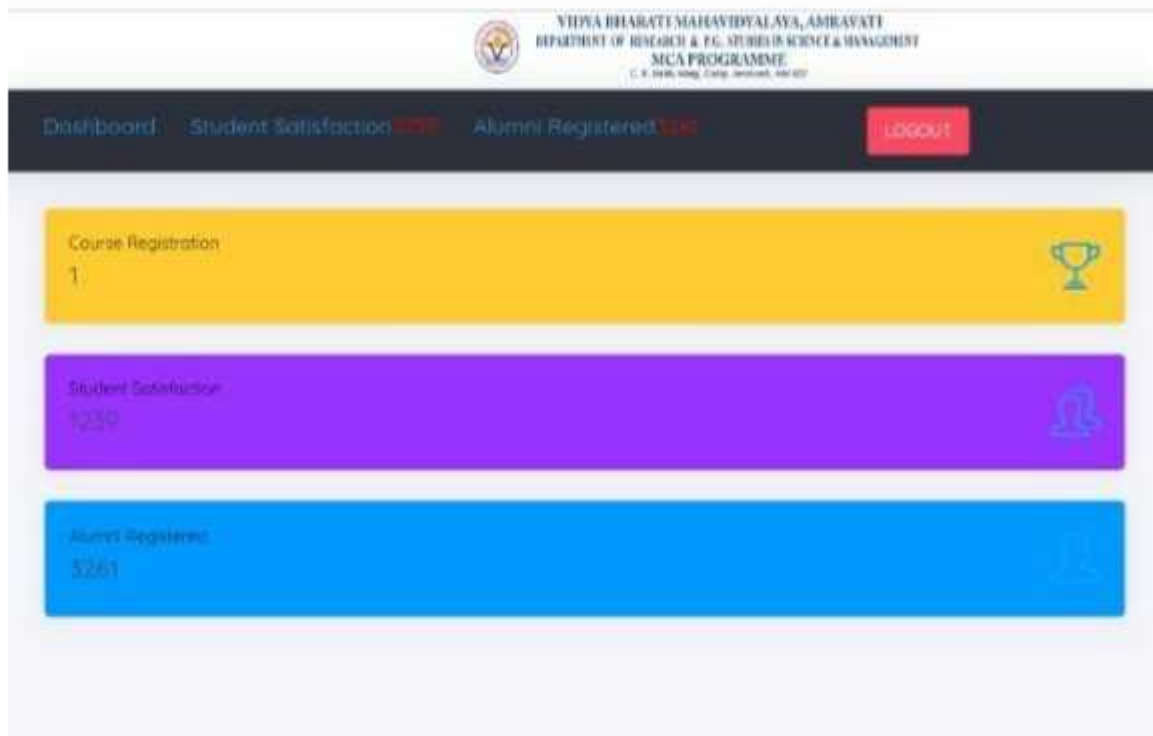 VIDYA BHARATI MAHAVIDYALAYA, AMRAVATI
DEPARTMENT OF RESEARCH & P.G. STUDIES IN SCIENCE & MANAGEMENT
MCA PROGRAMME
Dashboard Student Satisfaction Alumni Registered LOGOUT
Course Registration
1
Student Satisfaction
Alumni Registered
3261